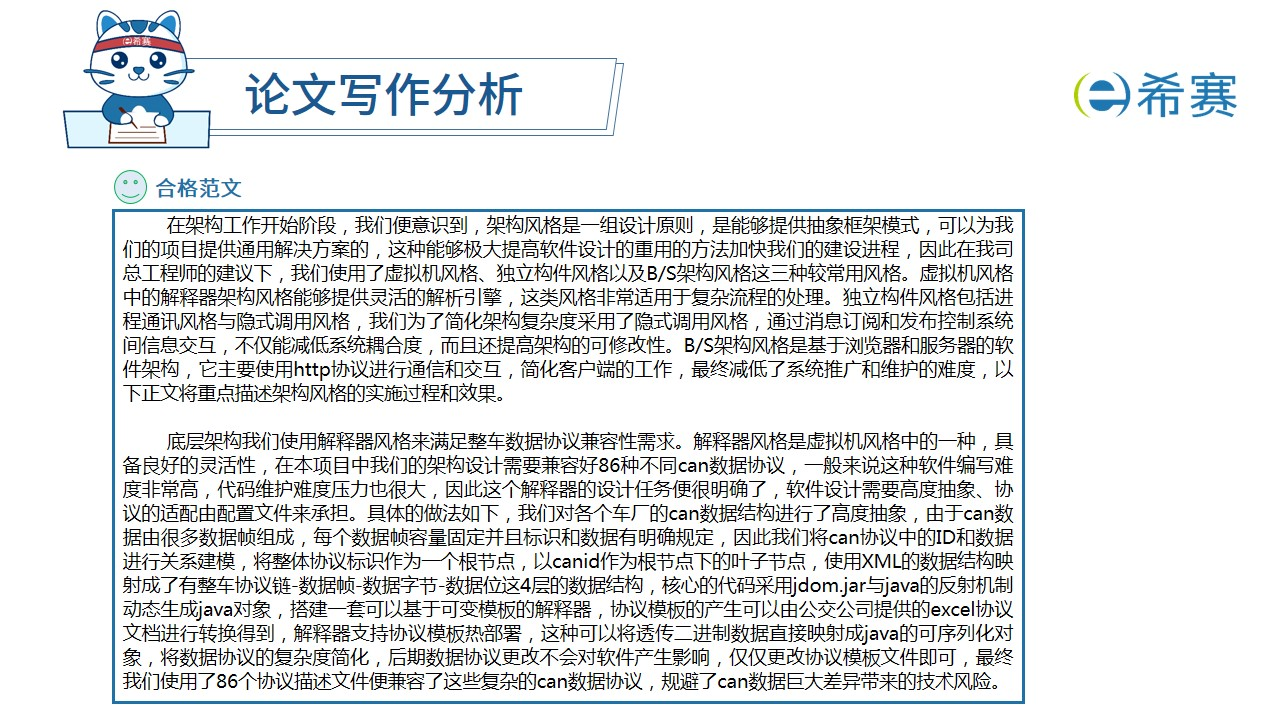 希赛
论文写作分析
希赛
合格范文
在架构工作开始阶段，我们便意识到，架构风格是一组设计原则，是能够提供抽象框架模式，可以为我
们的项目提供通用解决方案的，这种能够极大提高软件设计的重用的方法加快我们的建设进程，因此在我司
总工程师的建议下，我们使用了虚拟机风格、独立构件风格以及B/S架构风格这三种较常用风格。虚拟机风格
中的解释器架构风格能够提供灵活的解析引擎，这类风格非常适用于复杂流程的处理。独立构件风格包括进
程通讯风格与隐式调用风格，我们为了简化架构复杂度采用了隐式调用风格，通过消息订阅和发布控制系统
间信息交互，不仅能减低系统耦合度，而且还提高架构的可修改性。B/S架构风格是基于浏览器和服务器的软
件架构，它主要使用http协议进行通信和交互，简化客户端的工作，最终减低了系统推广和维护的难度，以
下正文将重点描述架构风格的实施过程和效果。
底层架构我们使用解释器风格来满足整车数据协议兼容性需求。解释器风格是虚拟机风格中的一种，具
备良好的灵活性，在本项目中我们的架构设计需要兼容好86种不同can数据协议，一般来说这种软件编写难
度非常高，代码维护难度压力也很大，因此这个解释器的设计任务便很明确了，软件设计需要高度抽象、协
议的适配由配置文件来承担。具体的做法如下，我们对各个车厂的can数据结构进行了高度抽象，由于can数
据由很多数据帧组成，每个数据帧容量固定并且标识和数据有明确规定，因此我们将can协议中的ID和数据
进行关系建模，将整体协议标识作为一个根节点，以canid作为根节点下的叶子节点，使用XML的数据结构映
射成了有整车协议链-数据帧-数据字节-数据位这4层的数据结构，核心的代码采用jdom.jar与java的反射机制
动态生成java对象，搭建一套可以基于可变模板的解释器，协议模板的产生可以由公交公司提供的excel协议
文档进行转换得到，解释器支持协议模板热部署，这种可以将透传二进制数据直接映射成java的可序列化对
象，将数据协议的复杂度简化，后期数据协议更改不会对软件产生影响，仅仅更改协议模板文件即可，最终
我们使用了86个协议描述文件便兼容了这些复杂的can数据协议，规避了can数据巨大差异带来的技术风险。